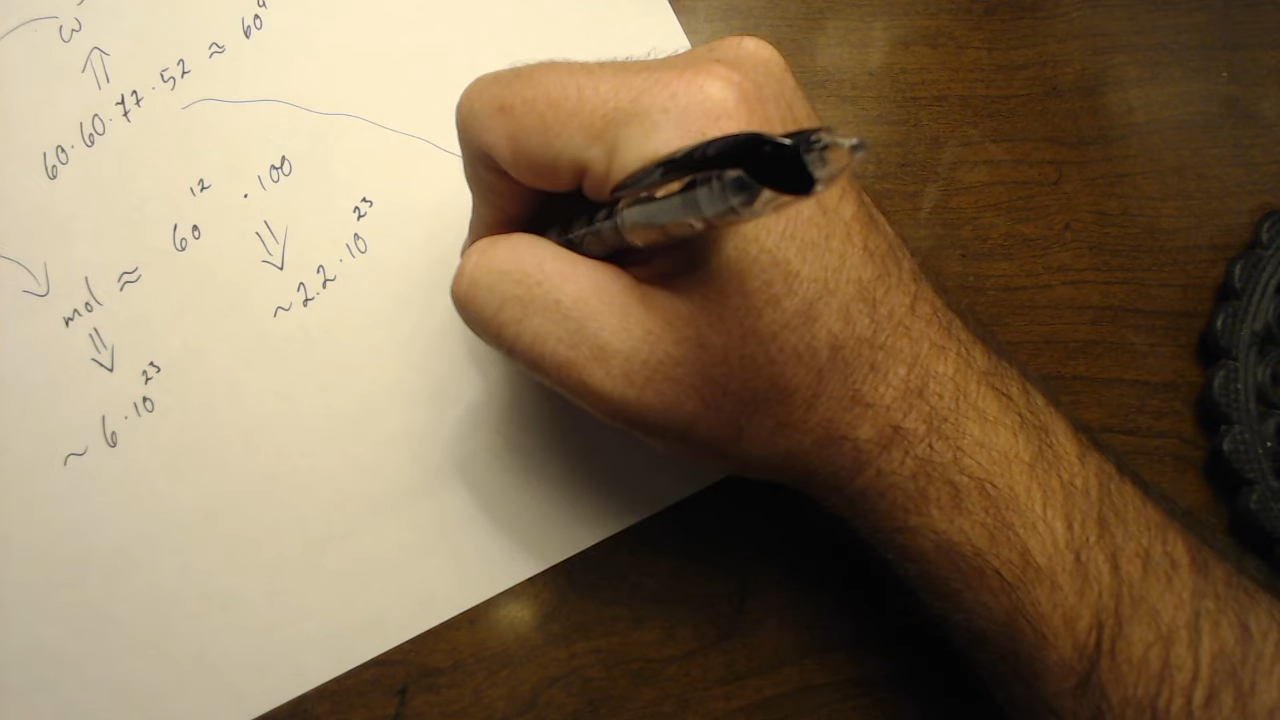 ω
⇑
60·60·77·52 ≈ 60⁴
mol ≈ 60¹² · 100
⇓ ⇓
~ 6·10²³ ~ 2.2·10²³